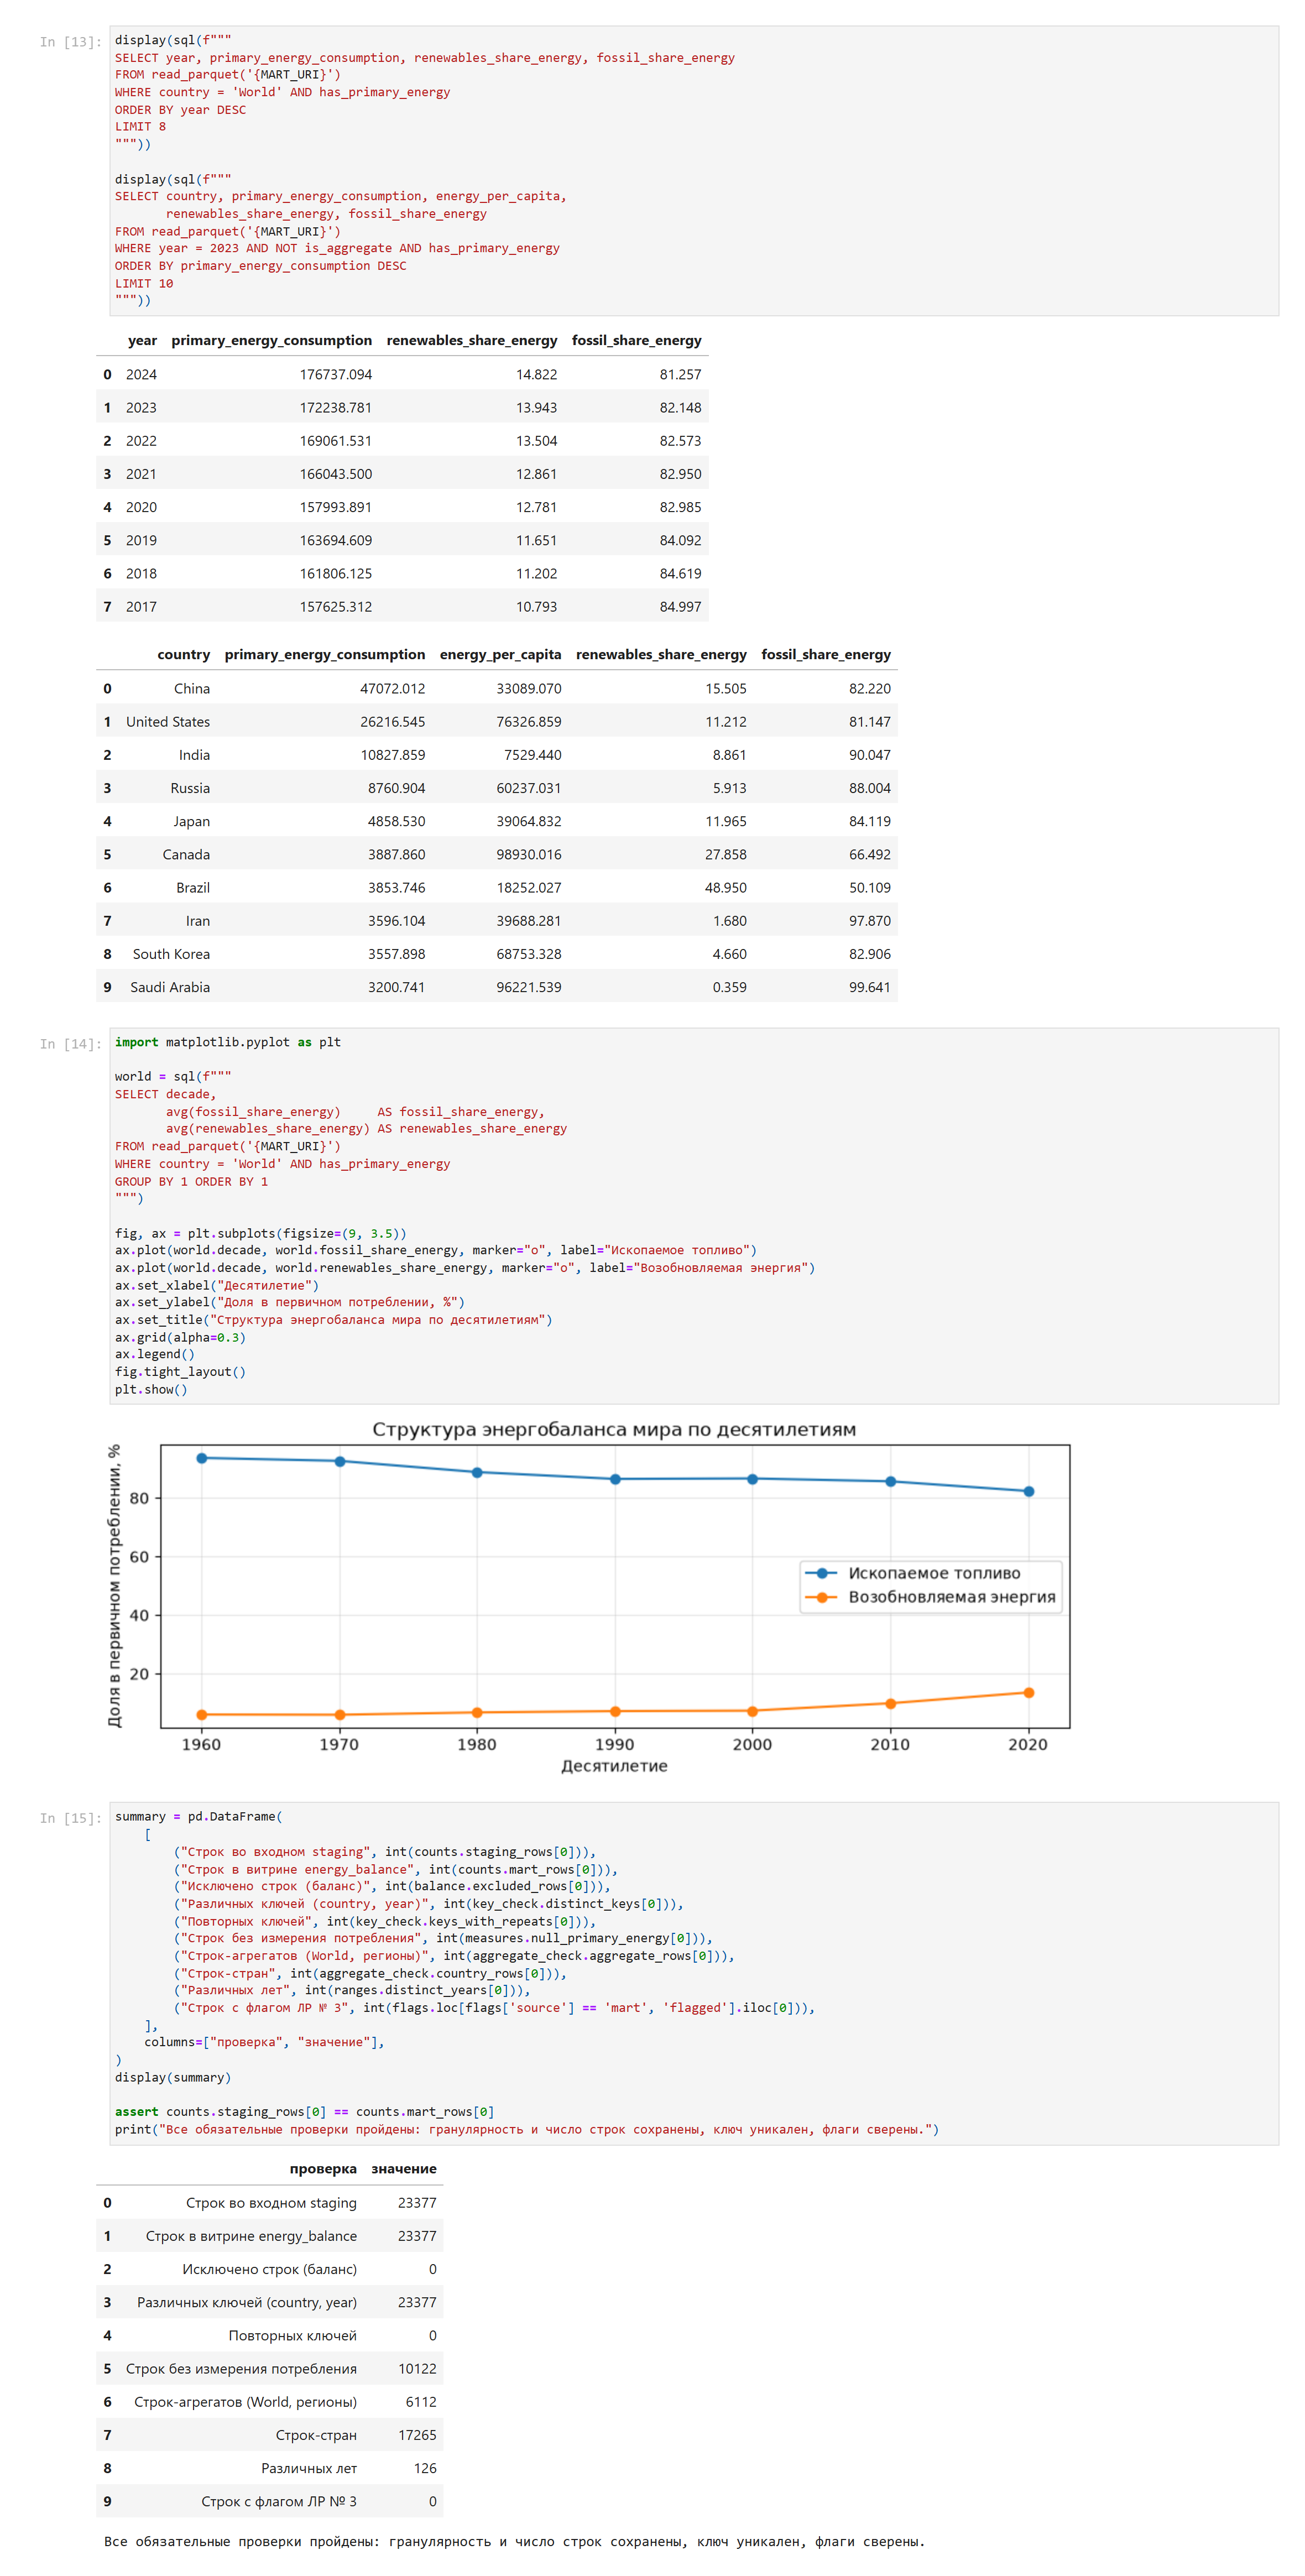 In [13]:
display(sql(f"""
SELECT year, primary_energy_consumption, renewables_share_energy, fossil_share_energy
FROM read_parquet('{MART_URI}')
WHERE country = 'World' AND has_primary_energy
ORDER BY year DESC
LIMIT 8
"""))
display(sql(f"""
SELECT country, primary_energy_consumption, energy_per_capita,
       renewables_share_energy, fossil_share_energy
FROM read_parquet('{MART_URI}')
WHERE year = 2023 AND NOT is_aggregate AND has_primary_energy
ORDER BY primary_energy_consumption DESC
LIMIT 10
"""))
year primary_energy_consumption renewables_share_energy fossil_share_energy
0 2024 176737.094 14.822 81.257
1 2023 172238.781 13.943 82.148
2 2022 169061.531 13.504 82.573
3 2021 166043.500 12.861 82.950
4 2020 157993.891 12.781 82.985
5 2019 163694.609 11.651 84.092
6 2018 161806.125 11.202 84.619
7 2017 157625.312 10.793 84.997
country primary_energy_consumption energy_per_capita renewables_share_energy fossil_share_energy
0 China 47072.012 33089.070 15.505 82.220
1 United States 26216.545 76326.859 11.212 81.147
2 India 10827.859 7529.440 8.861 90.047
3 Russia 8760.904 60237.031 5.913 88.004
4 Japan 4858.530 39064.832 11.965 84.119
5 Canada 3887.860 98930.016 27.858 66.492
6 Brazil 3853.746 18252.027 48.950 50.109
7 Iran 3596.104 39688.281 1.680 97.870
8 South Korea 3557.898 68753.328 4.660 82.906
9 Saudi Arabia 3200.741 96221.539 0.359 99.641
In [14]:
import matplotlib.pyplot as plt
world = sql(f"""
SELECT decade,
       avg(fossil_share_energy)     AS fossil_share_energy,
       avg(renewables_share_energy) AS renewables_share_energy
FROM read_parquet('{MART_URI}')
WHERE country = 'World' AND has_primary_energy
GROUP BY 1 ORDER BY 1
""")
fig, ax = plt.subplots(figsize=(9, 3.5))
ax.plot(world.decade, world.fossil_share_energy, marker="o", label="Ископаемое топливо")
ax.plot(world.decade, world.renewables_share_energy, marker="o", label="Возобновляемая энергия")
ax.set_xlabel("Десятилетие")
ax.set_ylabel("Доля в первичном потреблении, %")
ax.set_title("Структура энергобаланса мира по десятилетиям")
ax.grid(alpha=0.3)
ax.legend()
fig.tight_layout()
plt.show()
Структура энергобаланса мира по десятилетиям
Доля в первичном потреблении, %
80
60
40
20
Ископаемое топливо
Возобновляемая энергия
1960 1970 1980 1990 2000 2010 2020
Десятилетие
In [15]:
summary = pd.DataFrame(
    [
        ("Строк во входном staging", int(counts.staging_rows[0])),
        ("Строк в витрине energy_balance", int(counts.mart_rows[0])),
        ("Исключено строк (баланс)", int(balance.excluded_rows[0])),
        ("Различных ключей (country, year)", int(key_check.distinct_keys[0])),
        ("Повторных ключей", int(key_check.keys_with_repeats[0])),
        ("Строк без измерения потребления", int(measures.null_primary_energy[0])),
        ("Строк-агрегатов (World, регионы)", int(aggregate_check.aggregate_rows[0])),
        ("Строк-стран", int(aggregate_check.country_rows[0])),
        ("Различных лет", int(ranges.distinct_years[0])),
        ("Строк с флагом ЛР № 3", int(flags.loc[flags['source'] == 'mart', 'flagged'].iloc[0])),
    ],
    columns=["проверка", "значение"],
)
display(summary)
assert counts.staging_rows[0] == counts.mart_rows[0]
print("Все обязательные проверки пройдены: гранулярность и число строк сохранены, ключ уникален, флаги сверены.")
проверка значение
0 Строк во входном staging 23377
1 Строк в витрине energy_balance 23377
2 Исключено строк (баланс) 0
3 Различных ключей (country, year) 23377
4 Повторных ключей 0
5 Строк без измерения потребления 10122
6 Строк-агрегатов (World, регионы) 6112
7 Строк-стран 17265
8 Различных лет 126
9 Строк с флагом ЛР № 3 0
Все обязательные проверки пройдены: гранулярность и число строк сохранены, ключ уникален, флаги сверены.